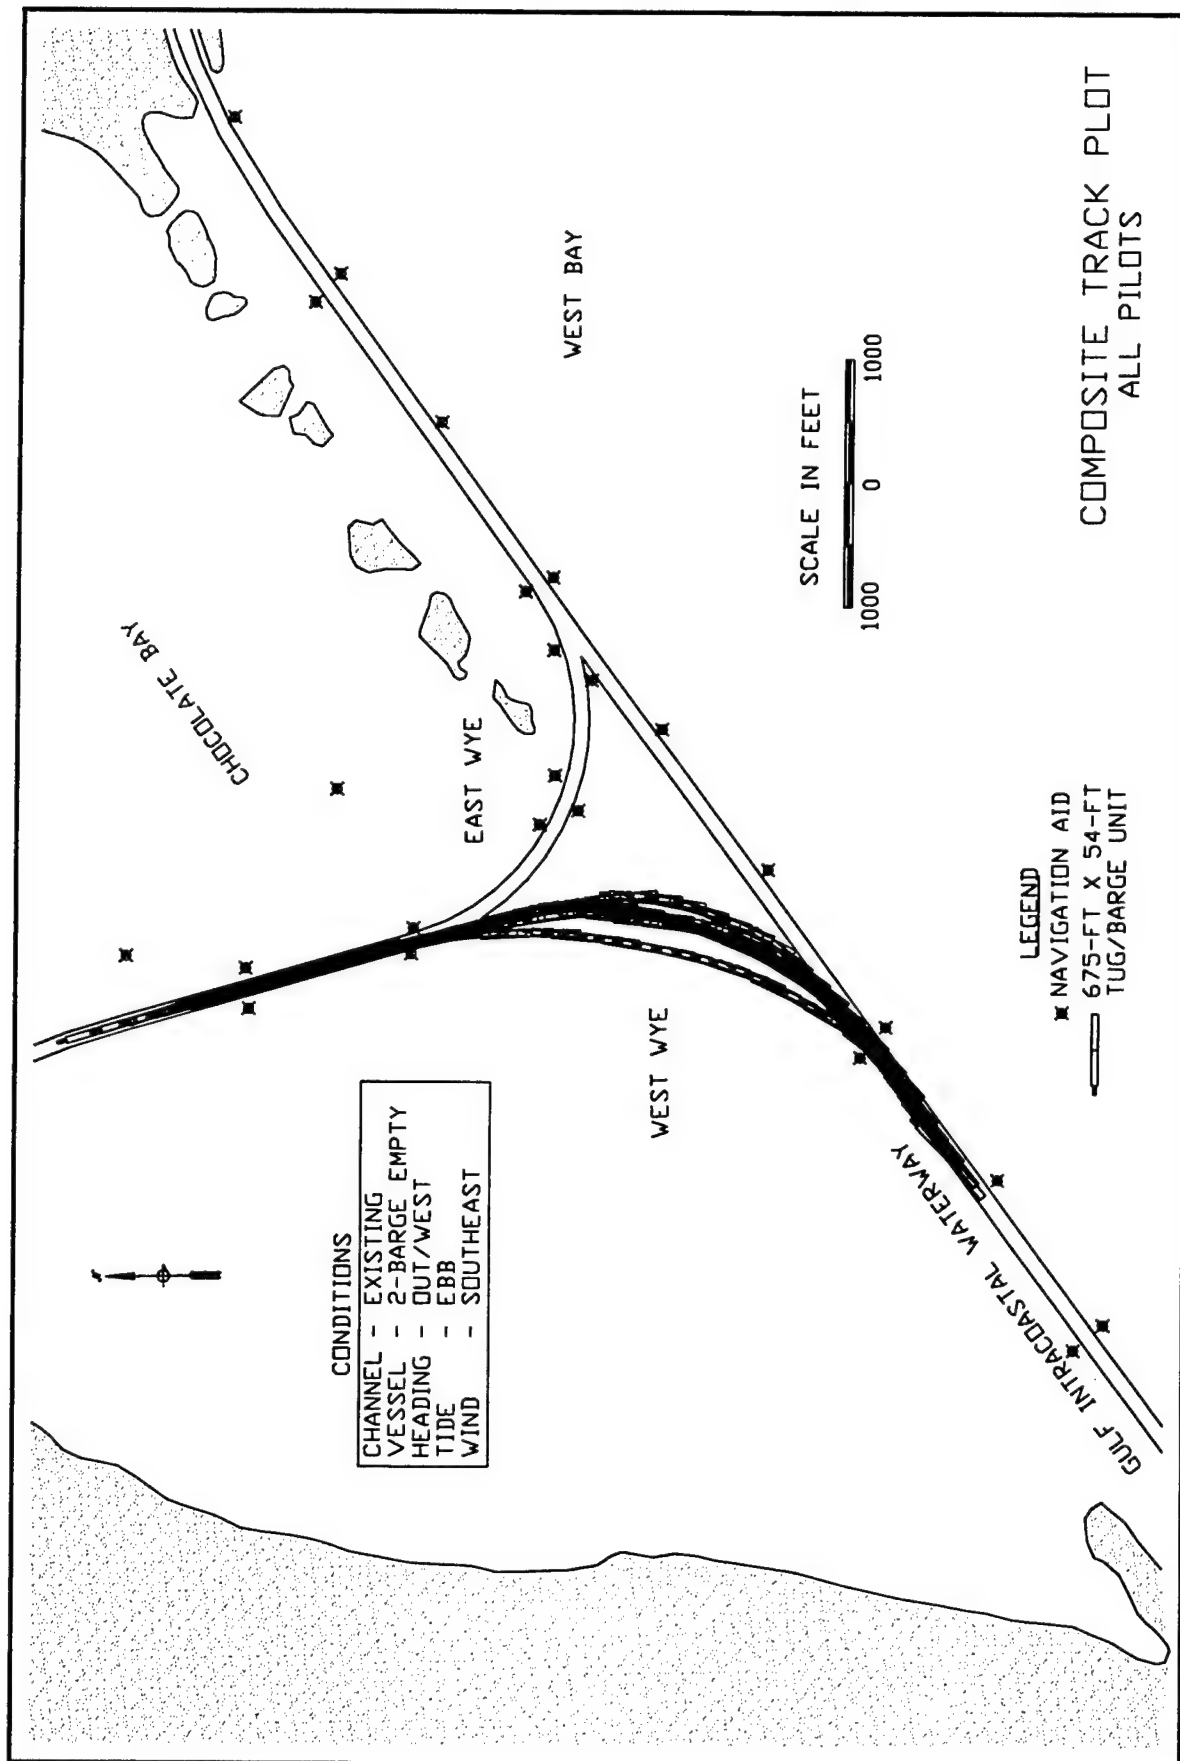 CHOCOLATE BAY
EAST WYE
WEST BAY
WEST WYE
GULF INTRACOASTAL WATERWAY
N
CONDITIONS
CHANNEL - EXISTING
VESSEL - 2-BARGE EMPTY
HEADING - OUT/WEST
TIDE - EBB
WIND - SOUTHEAST
SCALE IN FEET
1000 0 1000
LEGEND
NAVIGATION AID
675-FT X 54-FT
TUG/BARGE UNIT
COMPOSITE TRACK PLOT
ALL PILOTS